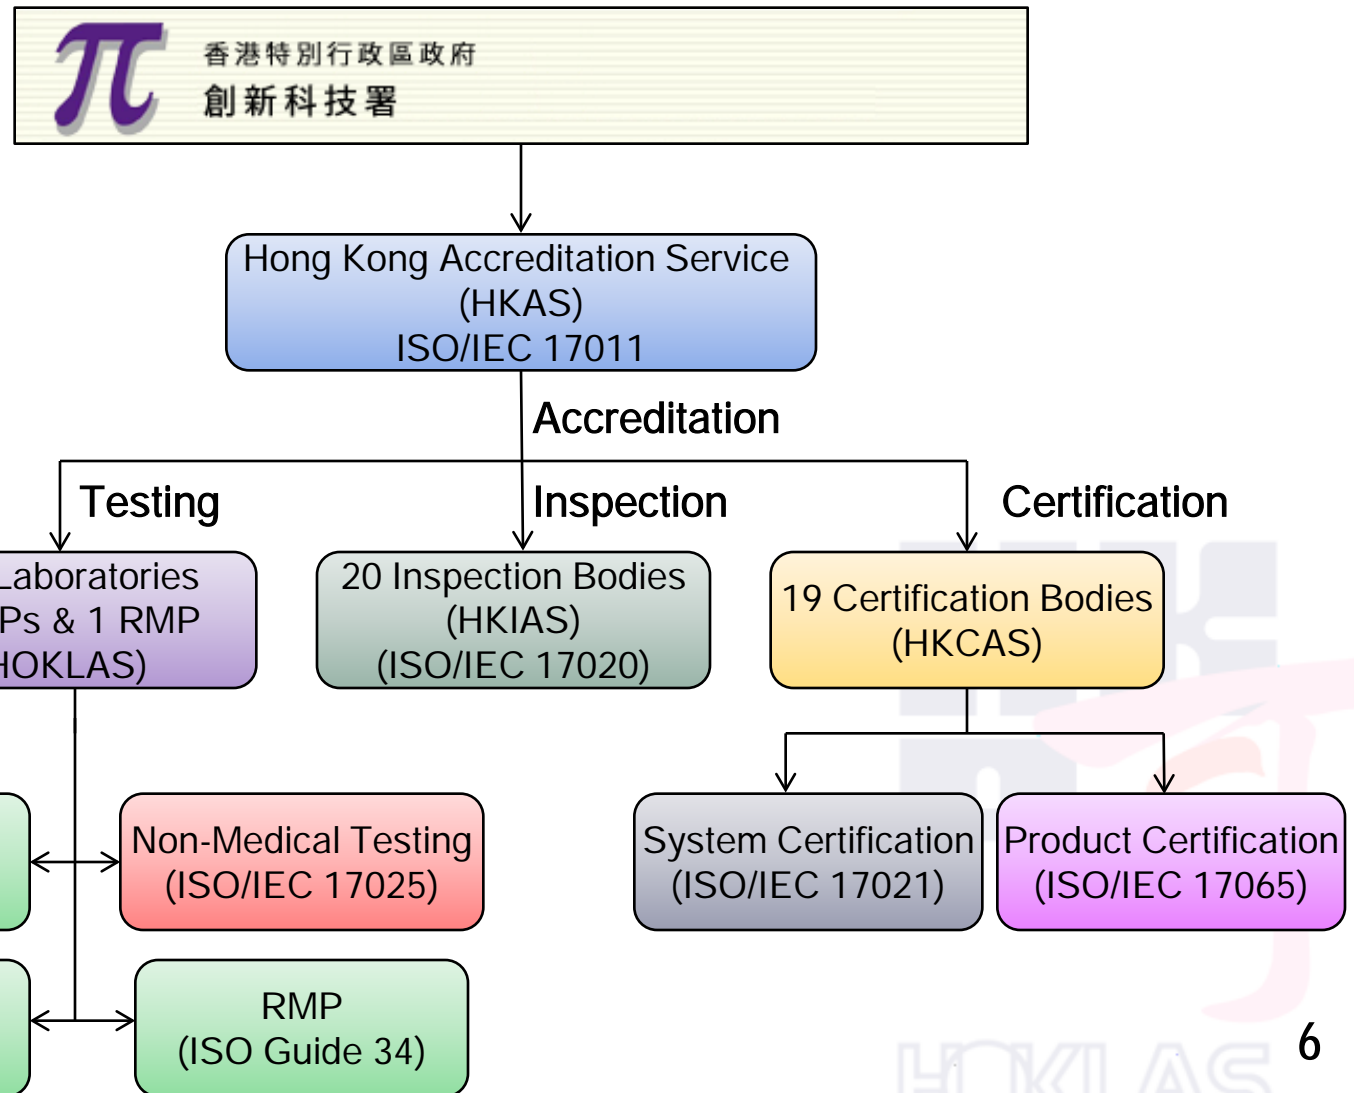 香港特別行政區政府
創新科技署
Hong Kong Accreditation Service
(HKAS)
ISO/IEC 17011
Accreditation
Testing
Inspection
Certification
Laboratories
Ps & 1 RMP
HOKLAS)
20 Inspection Bodies
(HKIAS)
(ISO/IEC 17020)
19 Certification Bodies
(HKCAS)
Non-Medical Testing
(ISO/IEC 17025)
System Certification
(ISO/IEC 17021)
Product Certification
(ISO/IEC 17065)
RMP
(ISO Guide 34)
HOKLAS
6